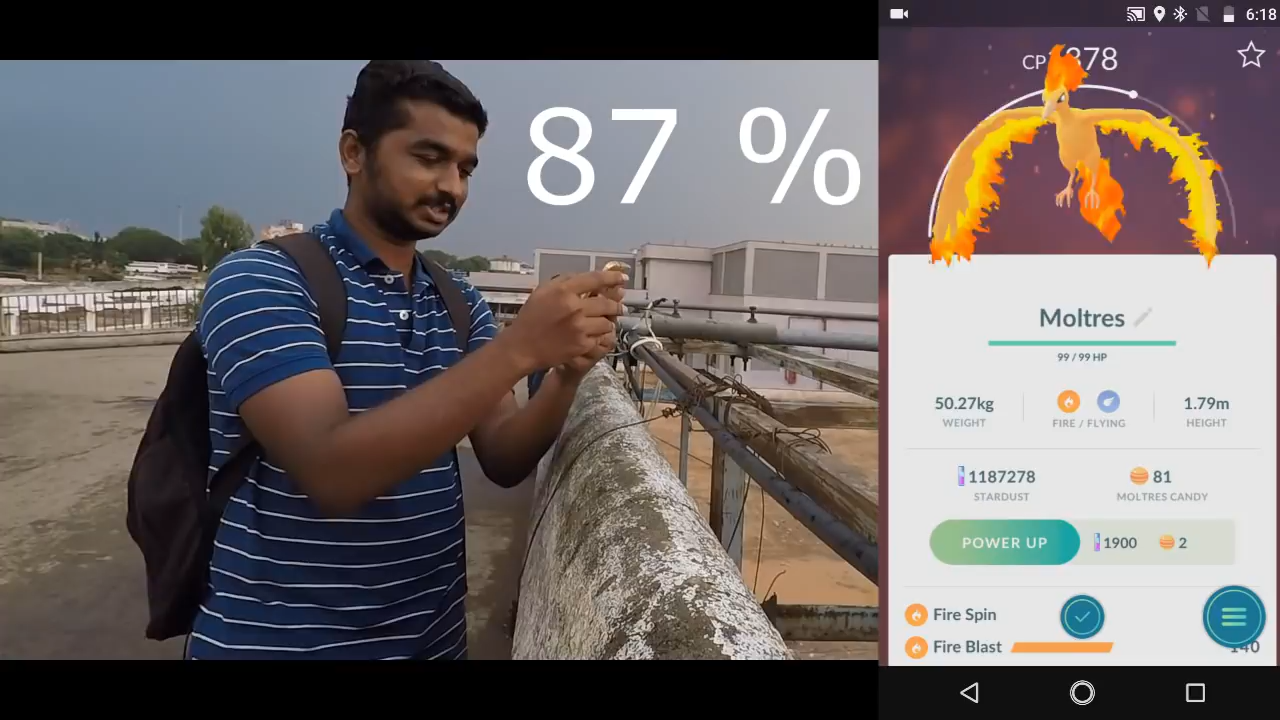 87 %
6:18
CP 878
Moltres
99 / 99 HP
50.27kg
WEIGHT
FIRE / FLYING
1.79m
HEIGHT
1187278
STARDUST
81
MOLTRES CANDY
POWER UP
1900
2
Fire Spin
Fire Blast
140